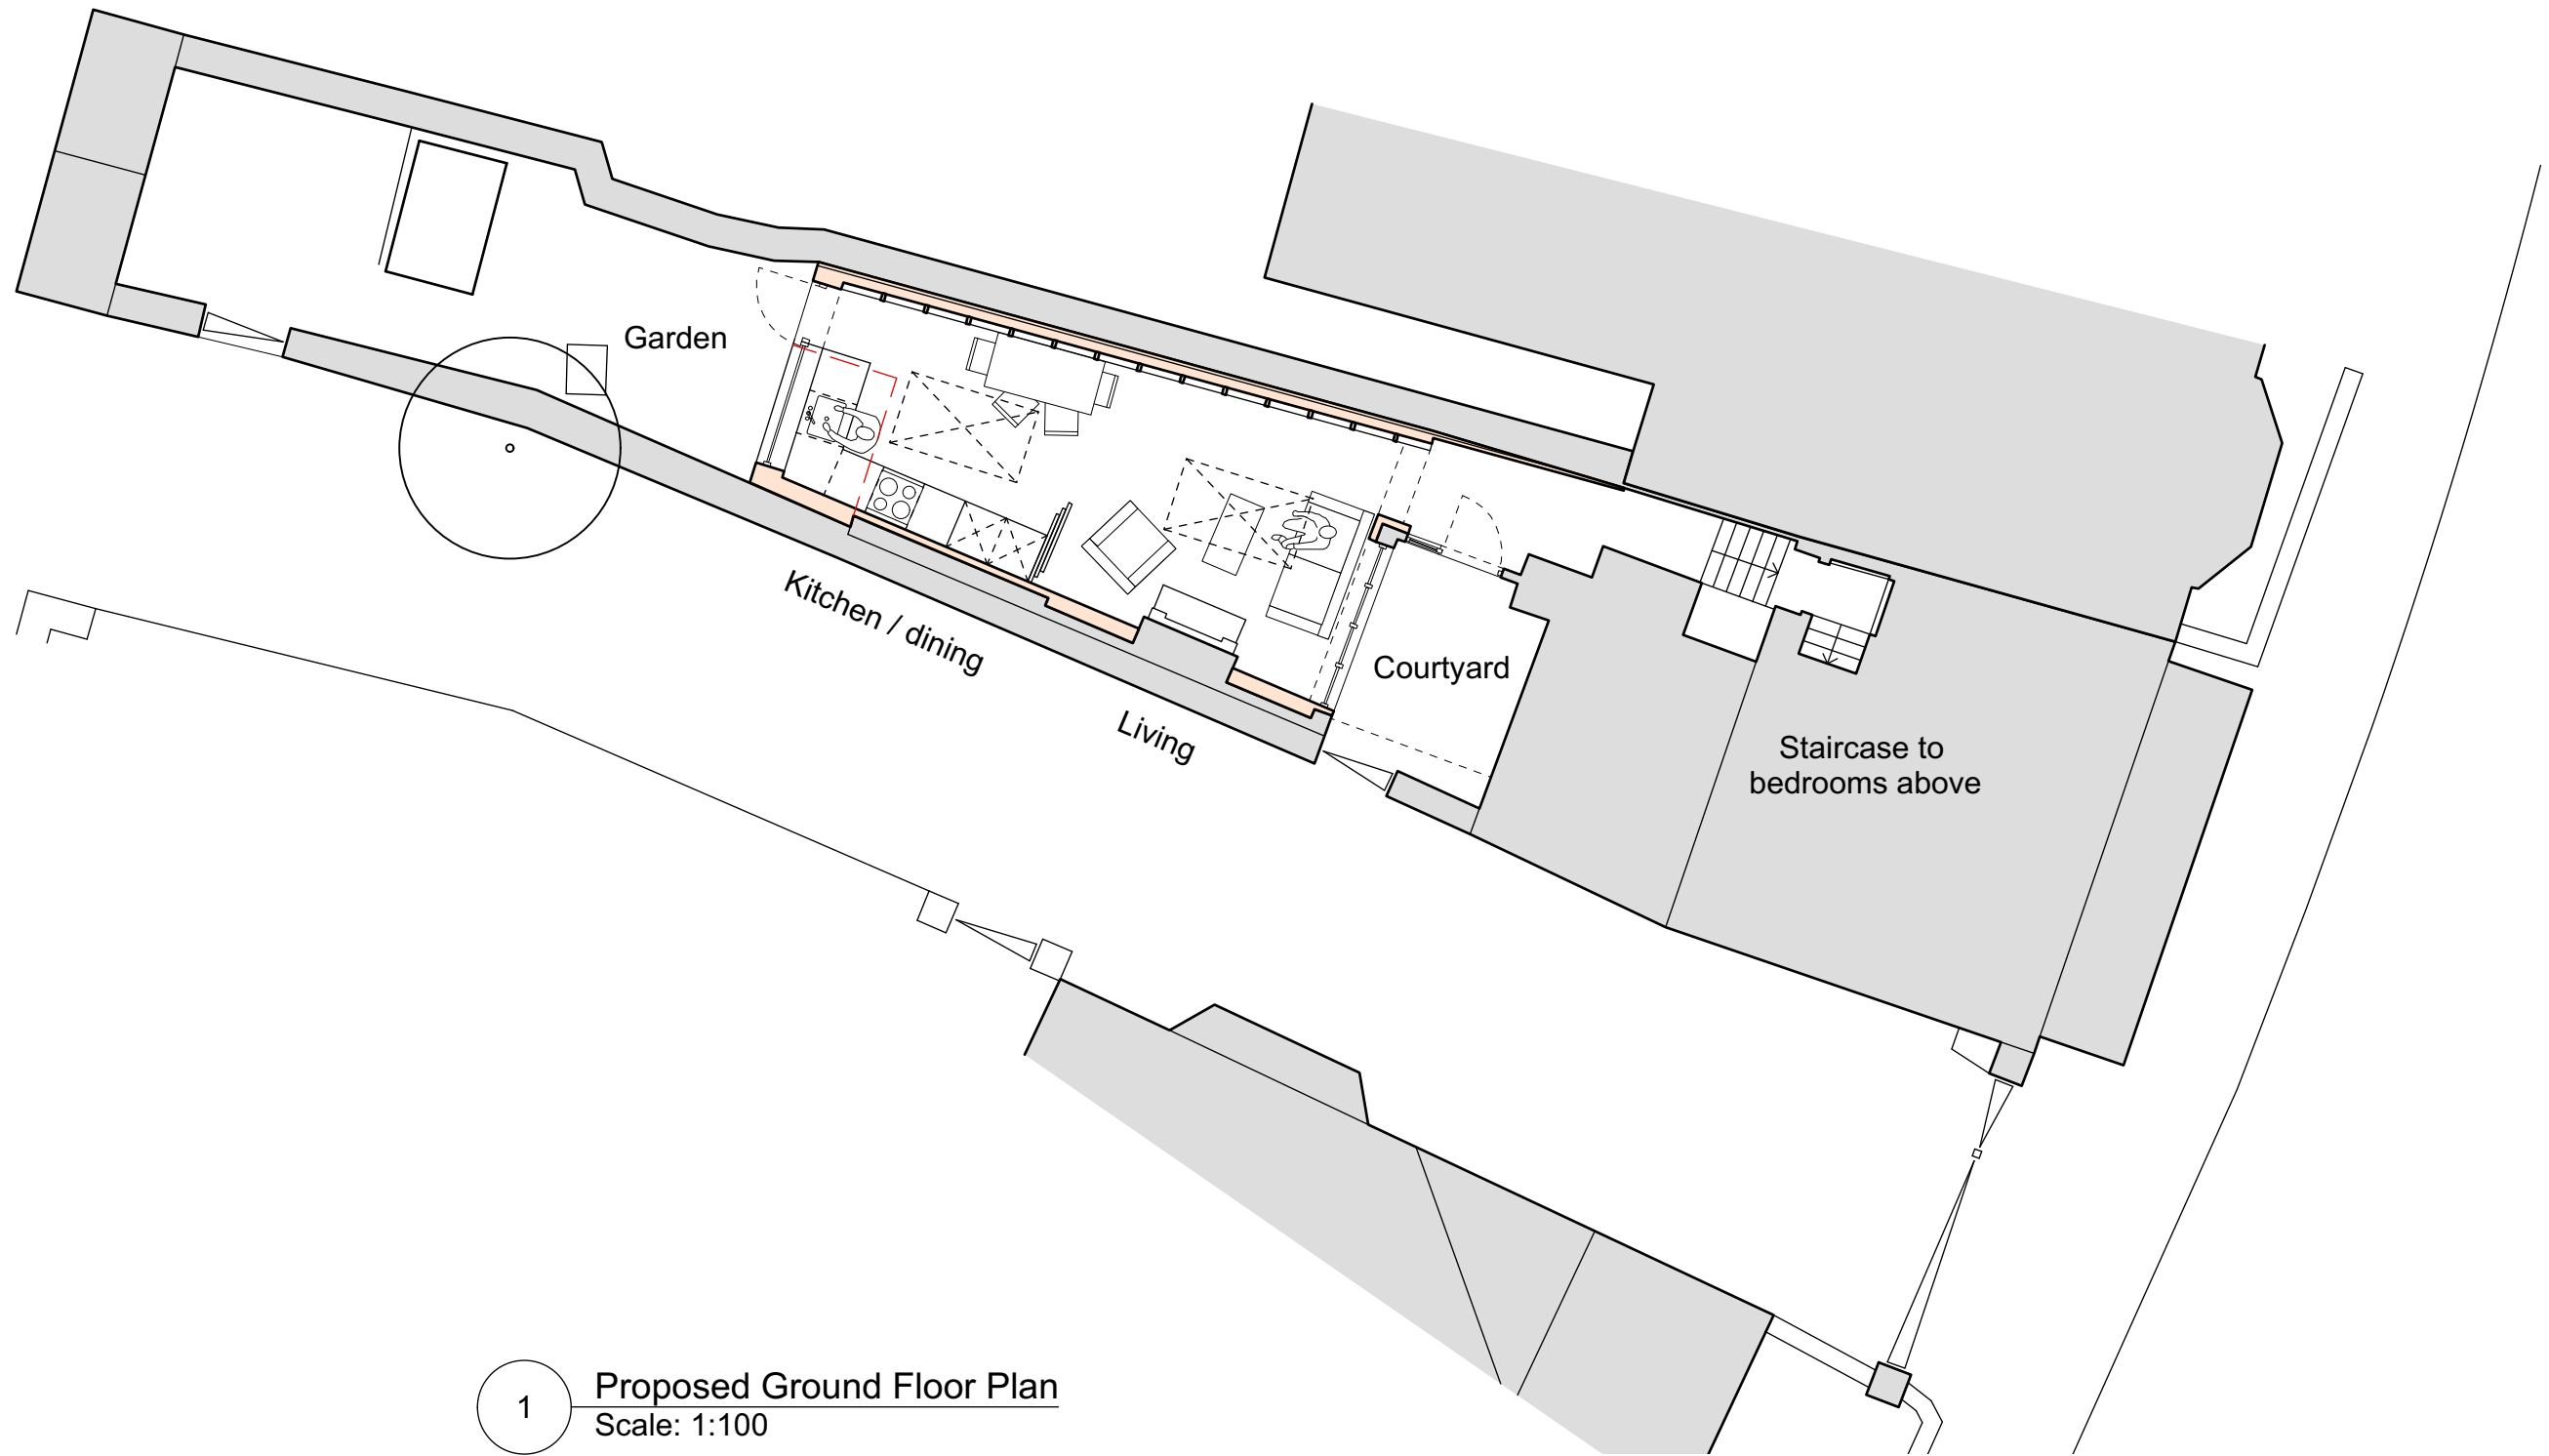 Garden
Kitchen / dining
Living
Courtyard
Staircase to
bedrooms above
1
Proposed Ground Floor Plan
Scale: 1:100